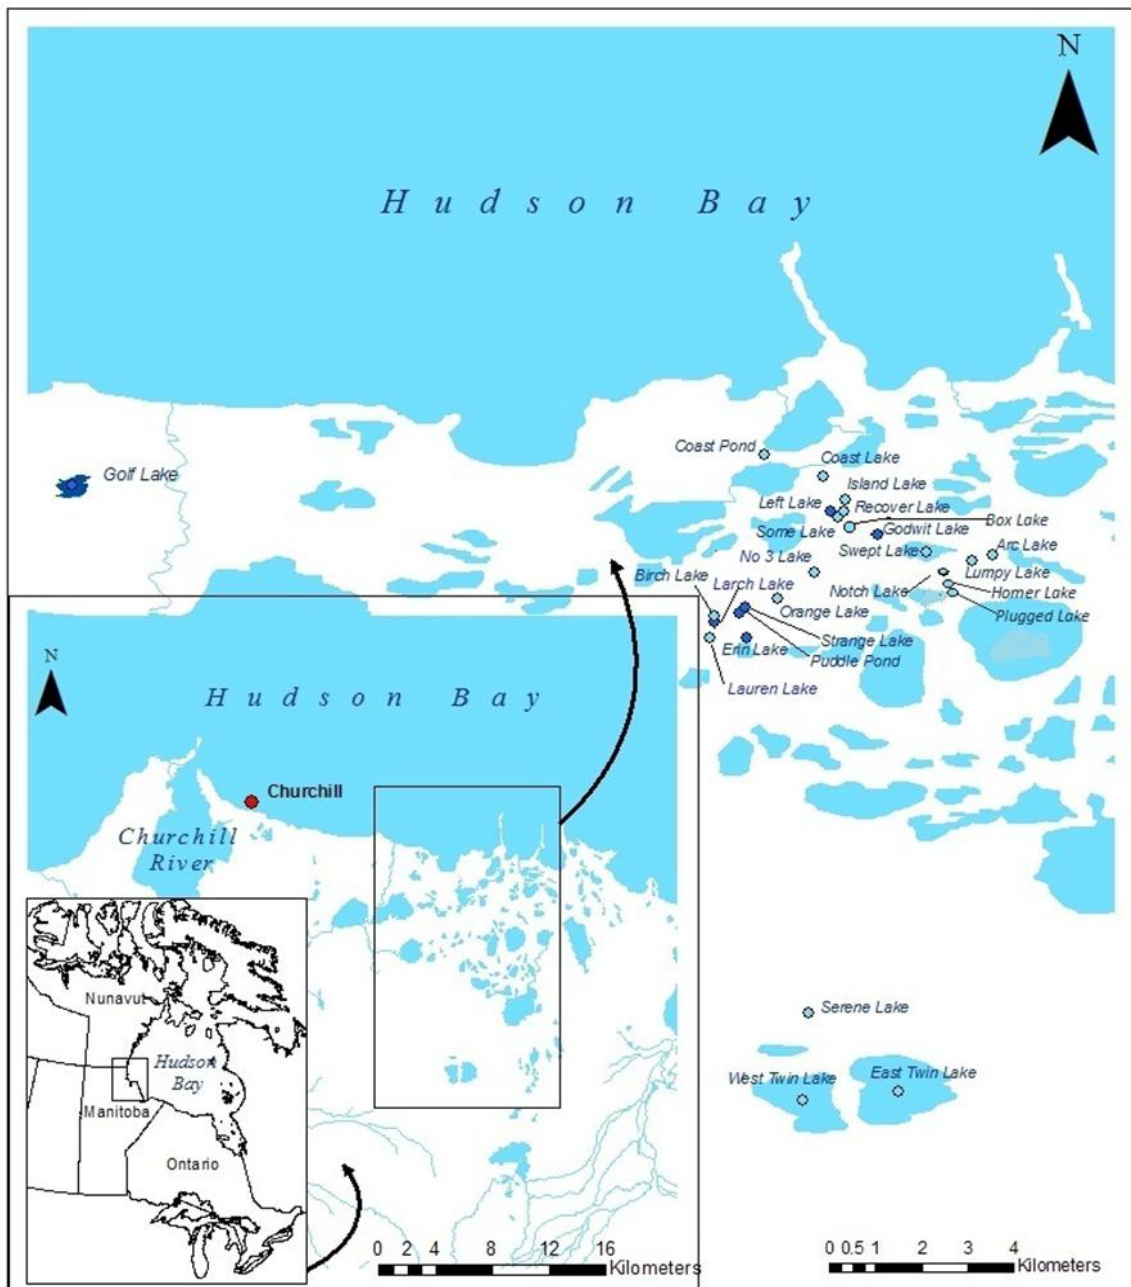 N
Hudson Bay
Golf Lake
Coast Pond
Coast Lake
Island Lake
Left Lake
Recover Lake
Box Lake
Some Lake
Godwit Lake
Swept Lake
Arc Lake
No 3 Lake
Lumpy Lake
Birch Lake
Larch Lake
Notch Lake
Homer Lake
Orange Lake
Plugged Lake
Strange Lake
Erin Lake
Puddle Pond
Lauren Lake
N
Hudson Bay
Churchill
Churchill
River
Nunavut
Hudson
Bay
Manitoba
Ontario
Serene Lake
West Twin Lake
East Twin Lake
0 2 4 8 12 16
Kilometers
0 0.5 1 2 3 4
Kilometers